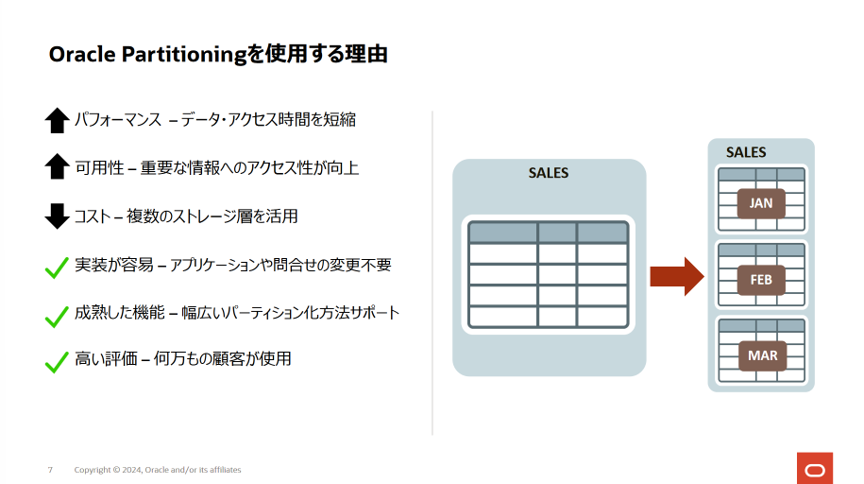 Oracle Partitioningを使用する理由
パフォーマンス – データ・アクセス時間を短縮
可用性 – 重要な情報へのアクセス性が向上
コスト – 複数のストレージ層を活用
実装が容易 – アプリケーションや問合せの変更不要
成熟した機能 – 幅広いパーティション化方法サポート
高い評価 – 何万もの顧客が使用
SALES
SALES
JAN
FEB
MAR
7 Copyright © 2024, Oracle and/or its affiliates